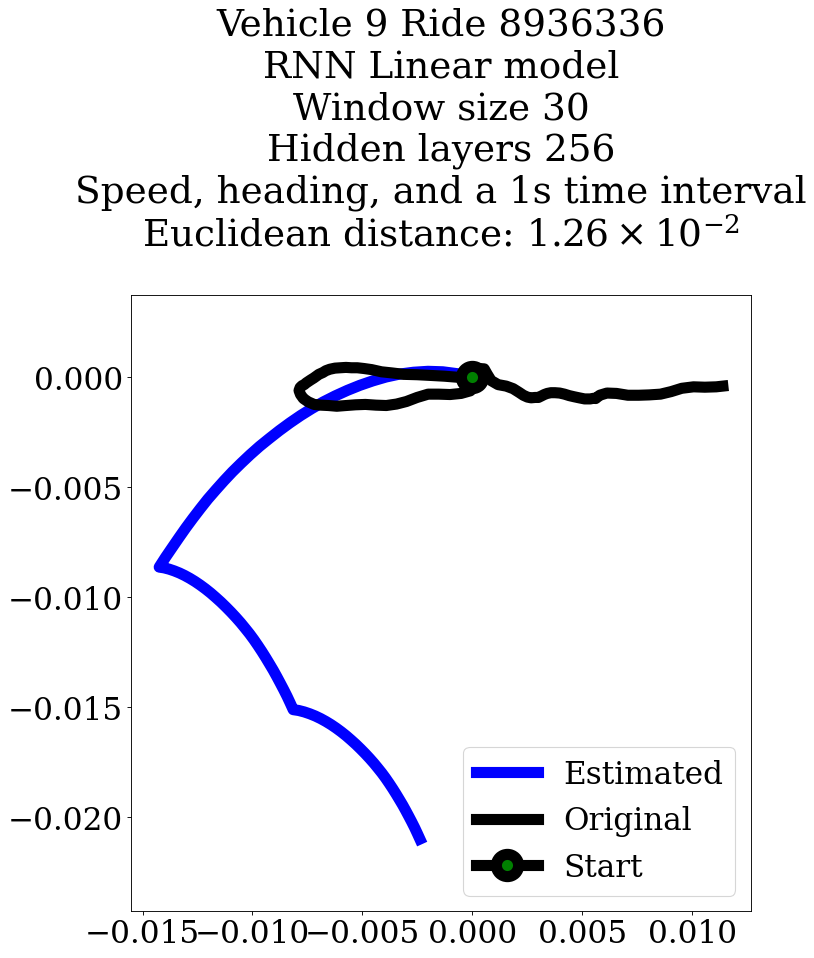 Vehicle 9 Ride 8936336
RNN Linear model
Window size 30
Hidden layers 256
Speed, heading, and a 1s time interval
Euclidean distance: 1.26 × 10⁻²
0.000
−0.005
−0.010
−0.015
−0.020
Estimated
Original
Start
−0.015 −0.010 −0.005 0.000 0.005 0.010